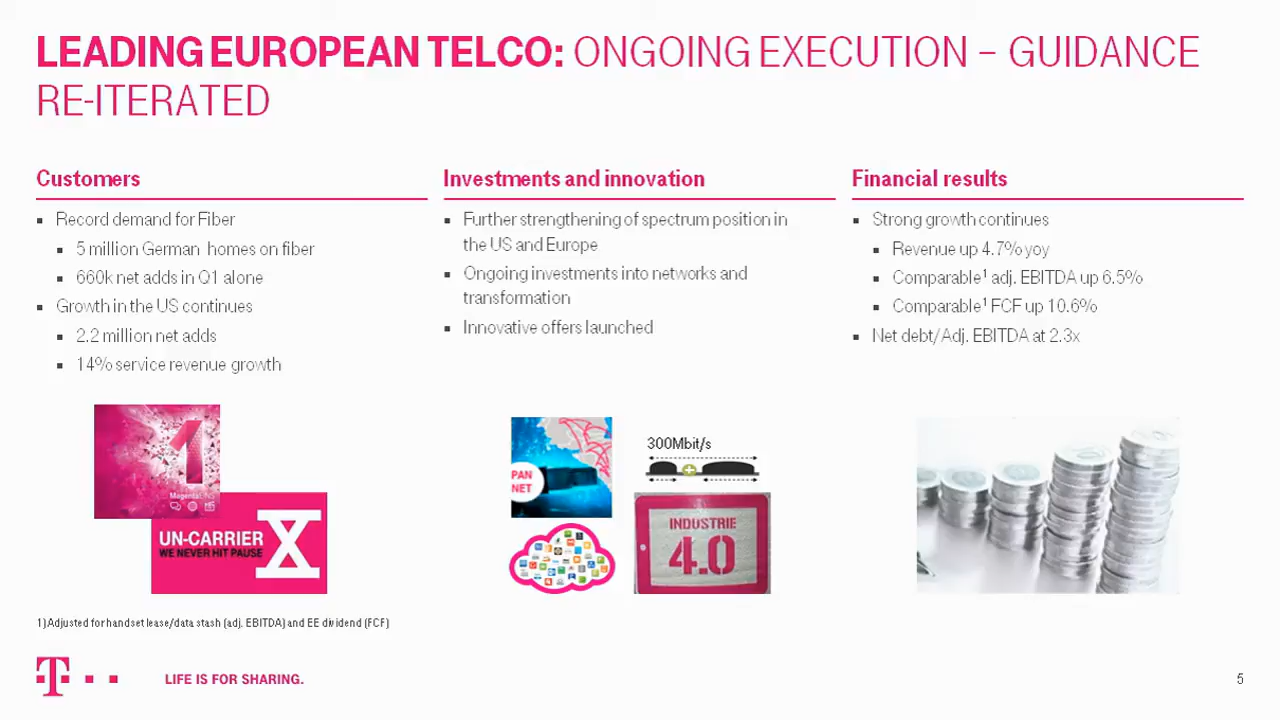 LEADING EUROPEAN TELCO: ONGOING EXECUTION – GUIDANCE
RE-ITERATED
Customers
▪ Record demand for Fiber
▪ 5 million German homes on fiber
▪ 660k net adds in Q1 alone
▪ Growth in the US continues
▪ 2.2 million net adds
▪ 14% service revenue growth
1
Magenta
UN-CARRIER X
WE NEVER HIT PAUSE
Investments and innovation
▪ Further strengthening of spectrum position in
the US and Europe
▪ Ongoing investments into networks and
transformation
▪ Innovative offers launched
PAN
NET
300Mbit/s
INDUSTRIE
4.0
Financial results
▪ Strong growth continues
▪ Revenue up 4.7% yoy
▪ Comparable¹ adj. EBITDA up 6.5%
▪ Comparable¹ FCF up 10.6%
▪ Net debt/Adj. EBITDA at 2.3x
1) Adjusted for handset lease/data stash (adj. EBITDA) and EE dividend (FCF)
T
LIFE IS FOR SHARING.
5